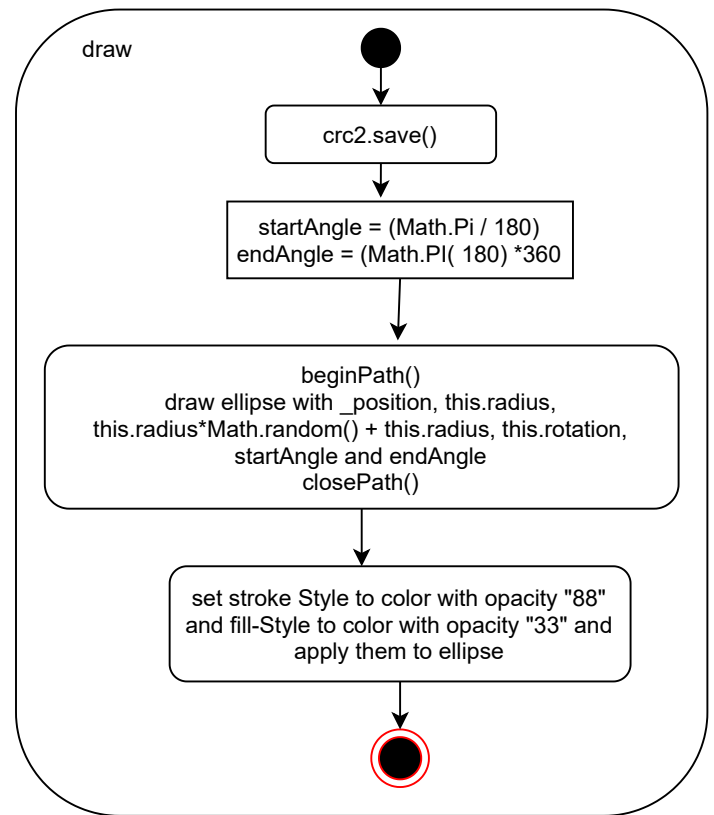 draw
crc2.save()
startAngle = (Math.Pi / 180)
endAngle = (Math.PI( 180) *360
beginPath()
draw ellipse with _position, this.radius,
this.radius*Math.random() + this.radius, this.rotation,
startAngle and endAngle
closePath()
set stroke Style to color with opacity "88"
and fill-Style to color with opacity "33" and
apply them to ellipse